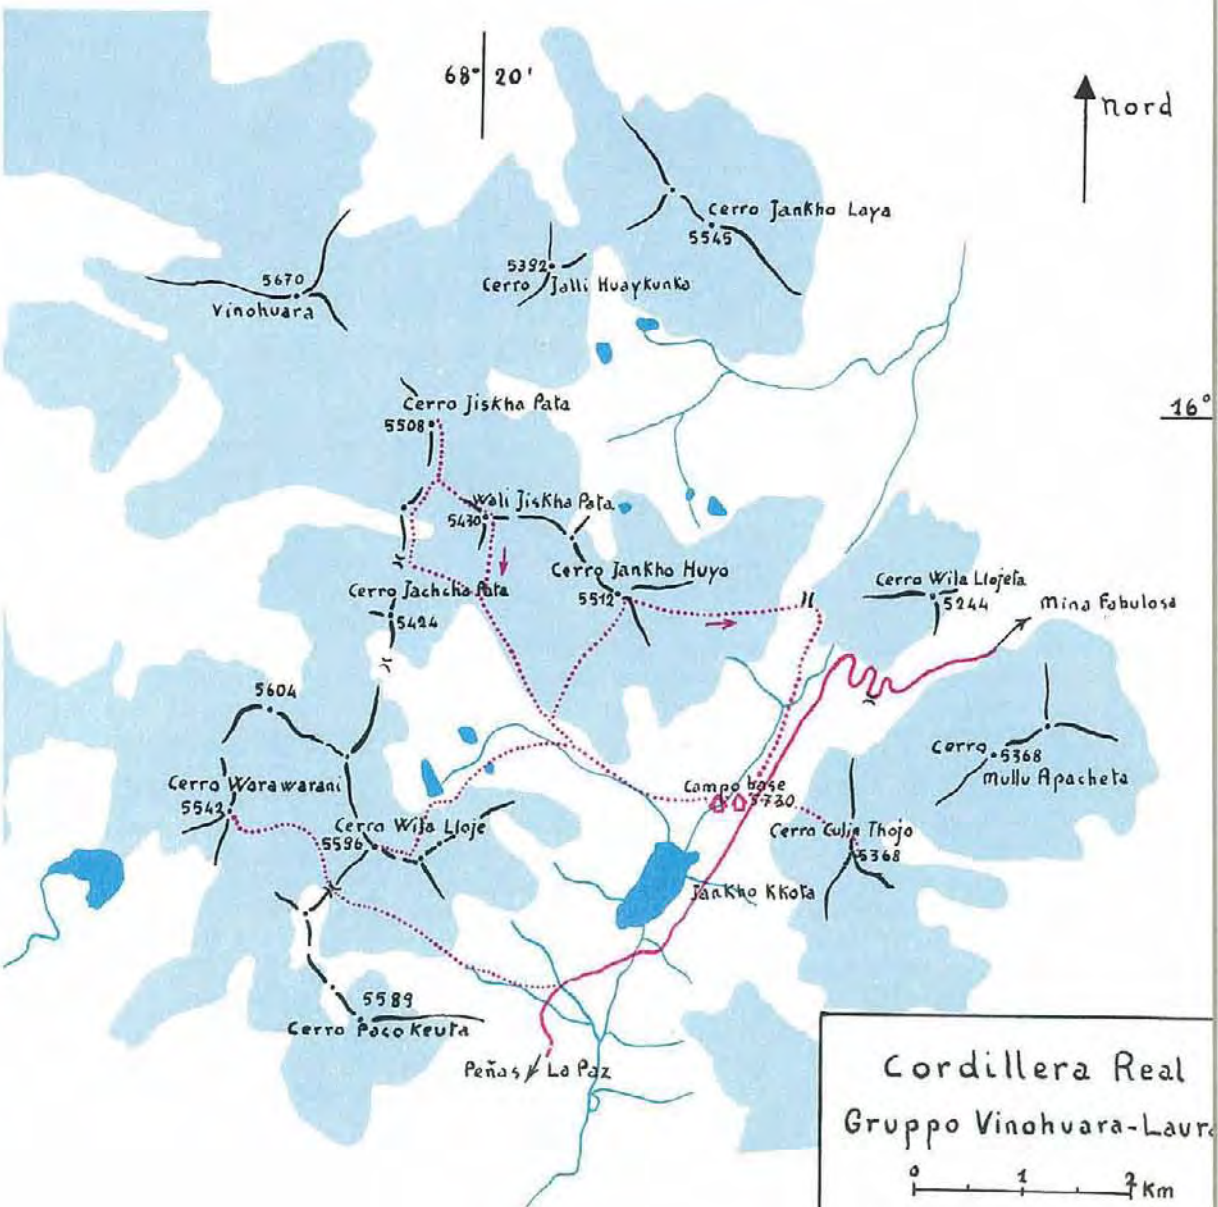 68° 20'
nord
Cerro Jankho Laya
5545
5392
Cerro Jalli Huaykunka
5670
Vinohuara
Cerro Jiskha Pata
5508
16°
Wali Jiskha Pata
5430
Cerro Jankho Huyo
5512
Cerro Jachcha Pata
5424
Cerro Wila Llojeta
5244
Mina Fabulosa
5604
Cerro Warawarani
5542
Cerro Wila Lloje
5596
Campo base
Cerro
5368
Mullu Apacheta
Cerro Culin Thojo
5368
Jankho Kkota
5589
Cerro Paco Keuta
Peñas La Paz
Cordillera Real
Gruppo Vinohuara-Laura
0 1 2 Km